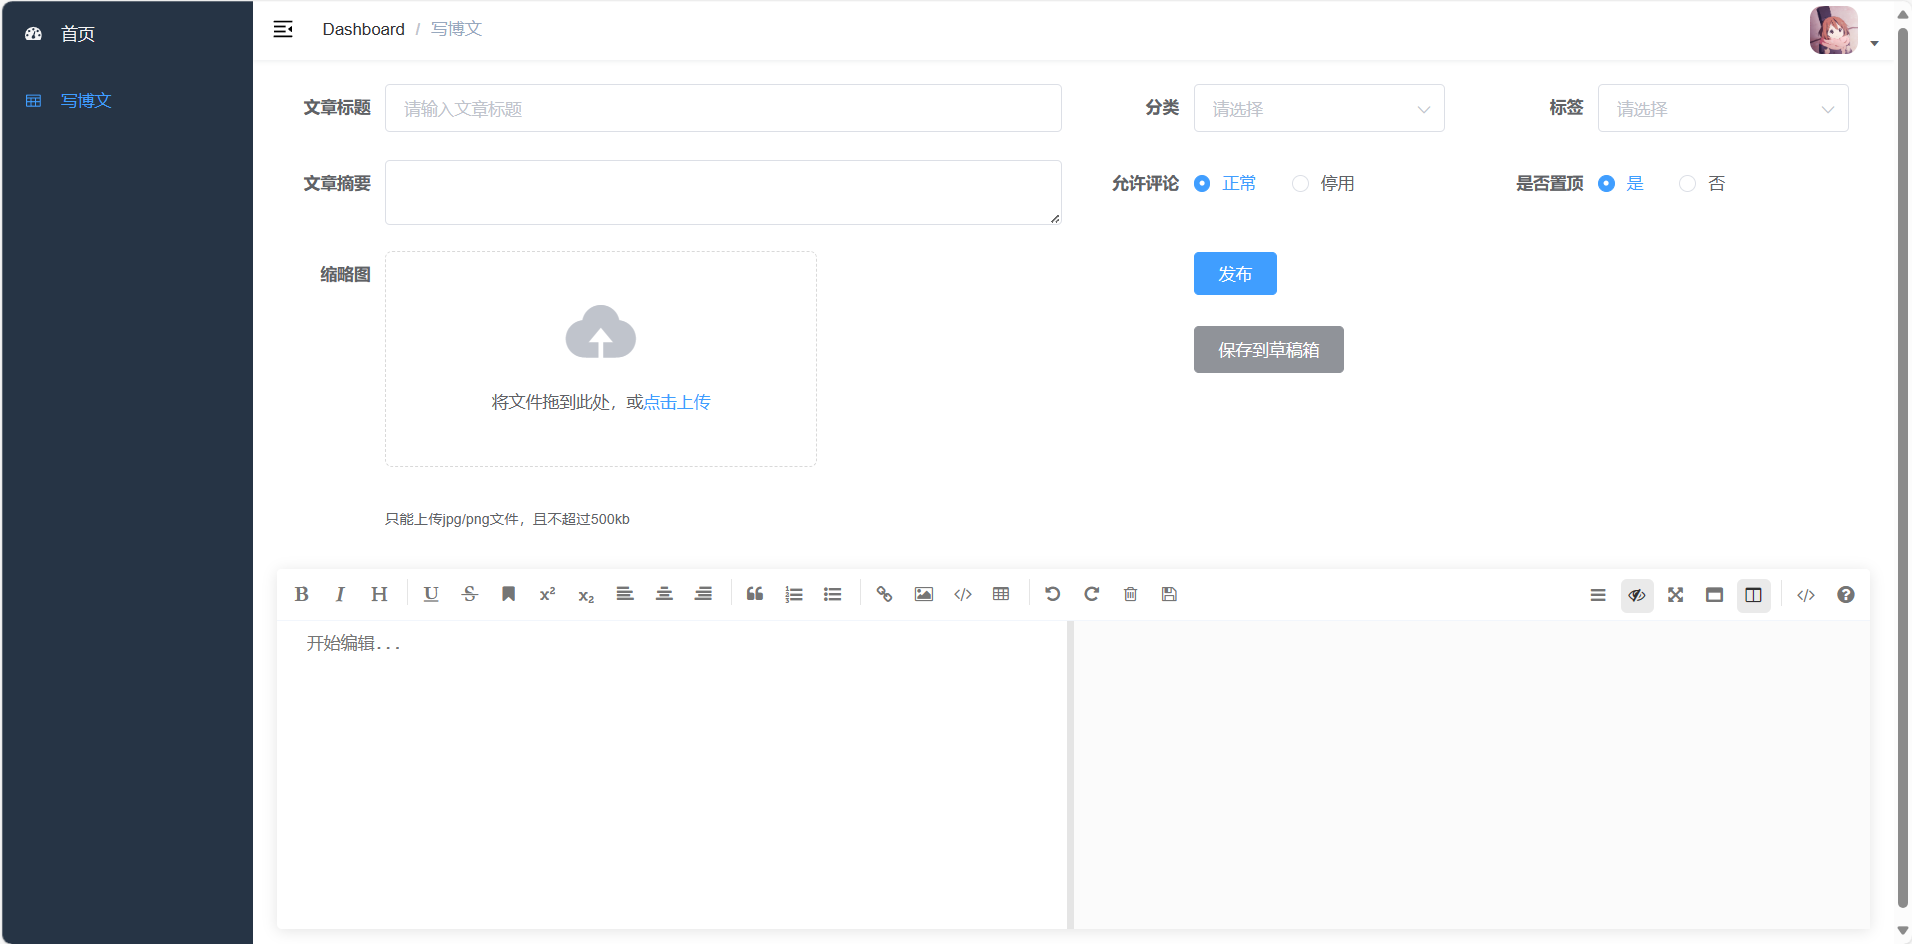 首页
写博文
Dashboard / 写博文
文章标题 请输入文章标题 分类 请选择 标签 请选择
文章摘要 允许评论 正常 停用 是否置顶 是 否
缩略图 发布
保存到草稿箱
将文件拖到此处，或点击上传
只能上传jpg/png文件，且不超过500kb
B I H U S x² x₂
开始编辑...